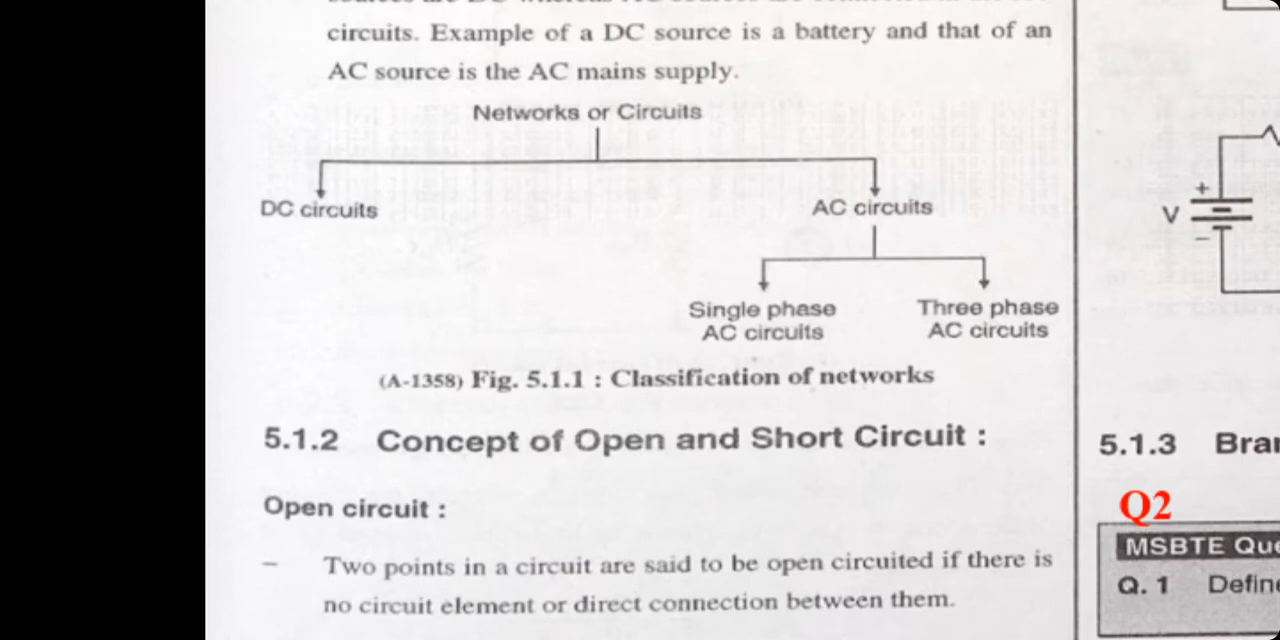 circuits. Example of a DC source is a battery and that of an
AC source is the AC mains supply.
Networks or Circuits
DC circuits
AC circuits
Single phase
AC circuits
Three phase
AC circuits
(A-1358) Fig. 5.1.1 : Classification of networks
5.1.2 Concept of Open and Short Circuit :
Open circuit :
– Two points in a circuit are said to be open circuited if there is
no circuit element or direct connection between them.
+
V
–
5.1.3
Q2
MSBTE
Q. 1